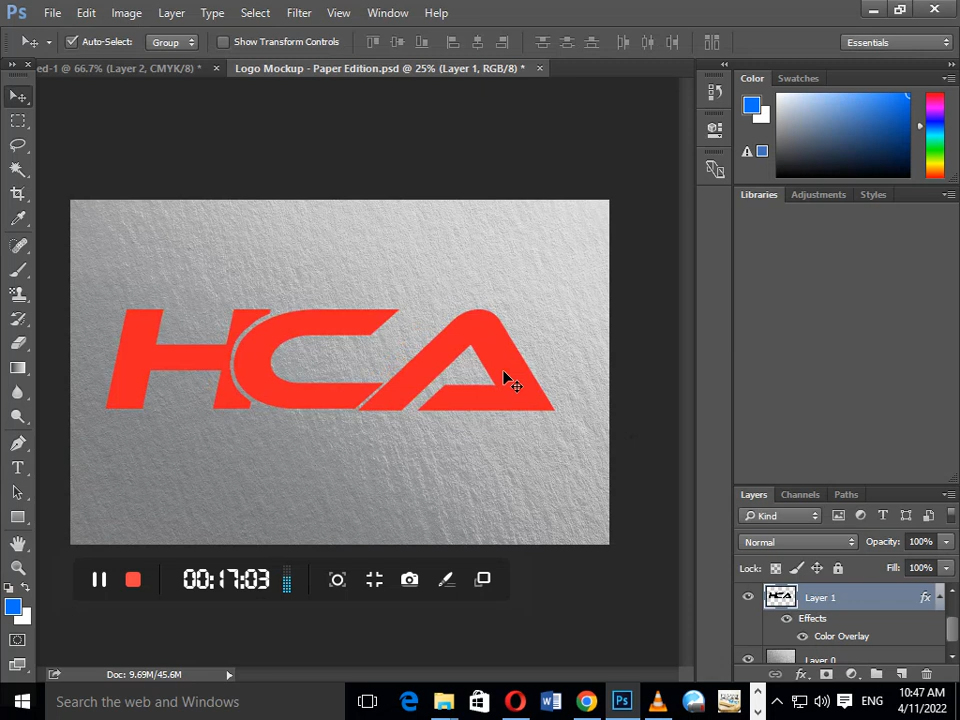 Ps File Edit Image Layer Type Select Filter View Window Help
Auto-Select: Group Show Transform Controls Essentials
ed-1 @ 66.7% (Layer 2, CMYK/8) * × Logo Mockup - Paper Edition.psd @ 25% (Layer 1, RGB/8) * ×
Color Swatches
Libraries Adjustments Styles
HCA
Layers Channels Paths
Kind
Normal Opacity: 100%
Lock: Fill: 100%
00:17:03
HCA Layer 1 fx
Effects
Color Overlay
Layer 0
Doc: 9.69M/45.6M
Search the web and Windows
ENG
10:47 AM
4/11/2022